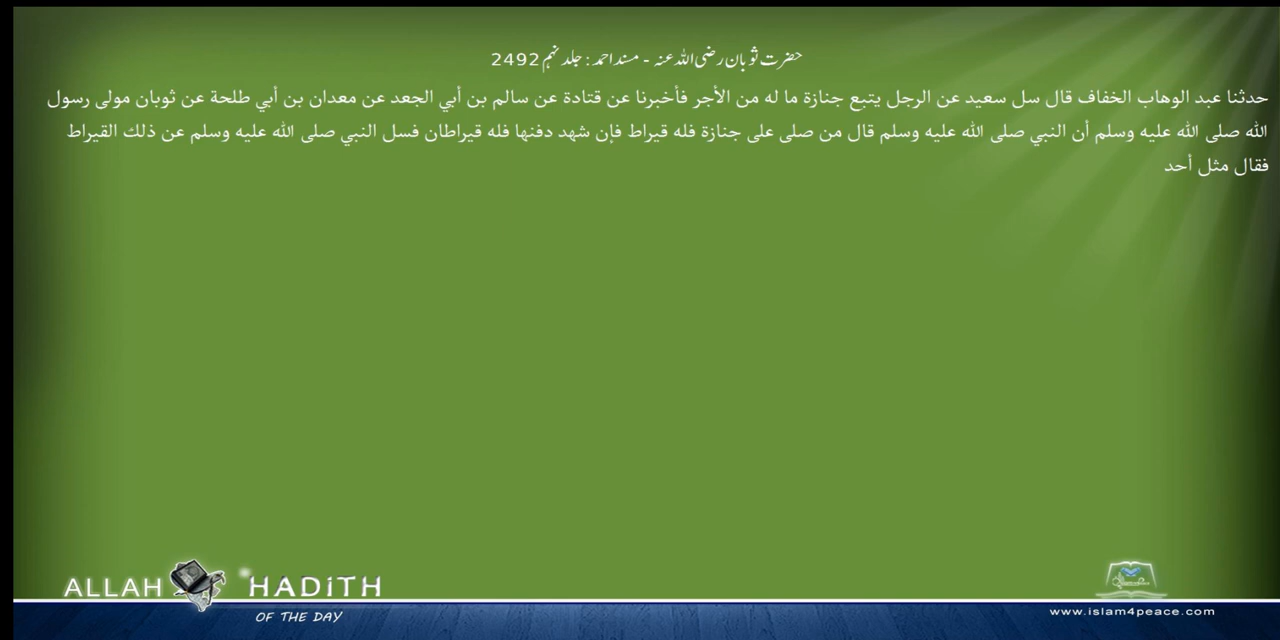 حضرت ثوبان رضی اللہ عنہ - مسند احمد : جلد نہم 2492
حدثنا عبد الوهاب الخفاف قال سل سعيد عن الرجل يتبع جنازة ما له من الأجر فأخبرنا عن قتادة عن سالم بن أبي الجعد عن معدان بن أبي طلحة عن ثوبان مولى رسول
الله صلى الله عليه وسلم أن النبي صلى الله عليه وسلم قال من صلى على جنازة فله قيراط فإن شهد دفنها فله قيراطان فسل النبي صلى الله عليه وسلم عن ذلك القيراط
فقال مثل أحد
ALLAH HADITH
OF THE DAY
www.islam4peace.com